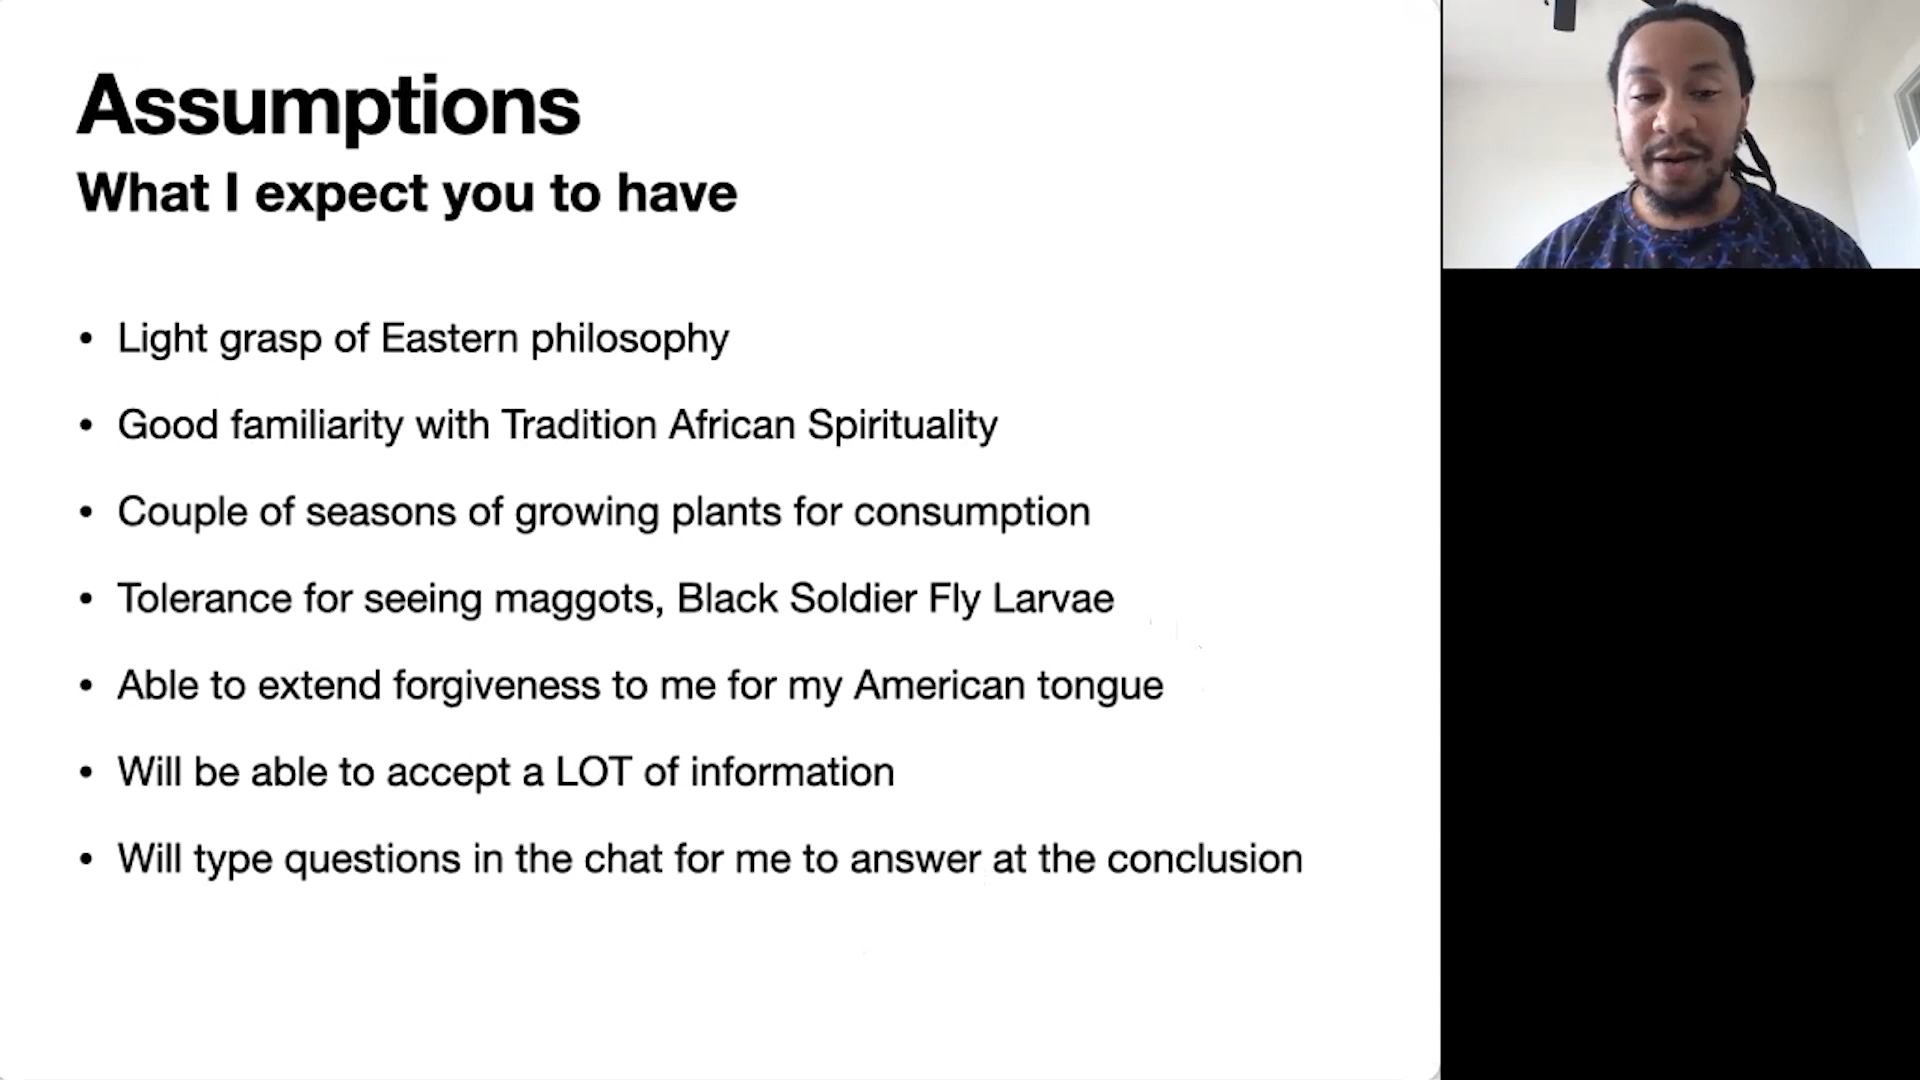 Assumptions
What I expect you to have
• Light grasp of Eastern philosophy
• Good familiarity with Tradition African Spirituality
• Couple of seasons of growing plants for consumption
• Tolerance for seeing maggots, Black Soldier Fly Larvae
• Able to extend forgiveness to me for my American tongue
• Will be able to accept a LOT of information
• Will type questions in the chat for me to answer at the conclusion